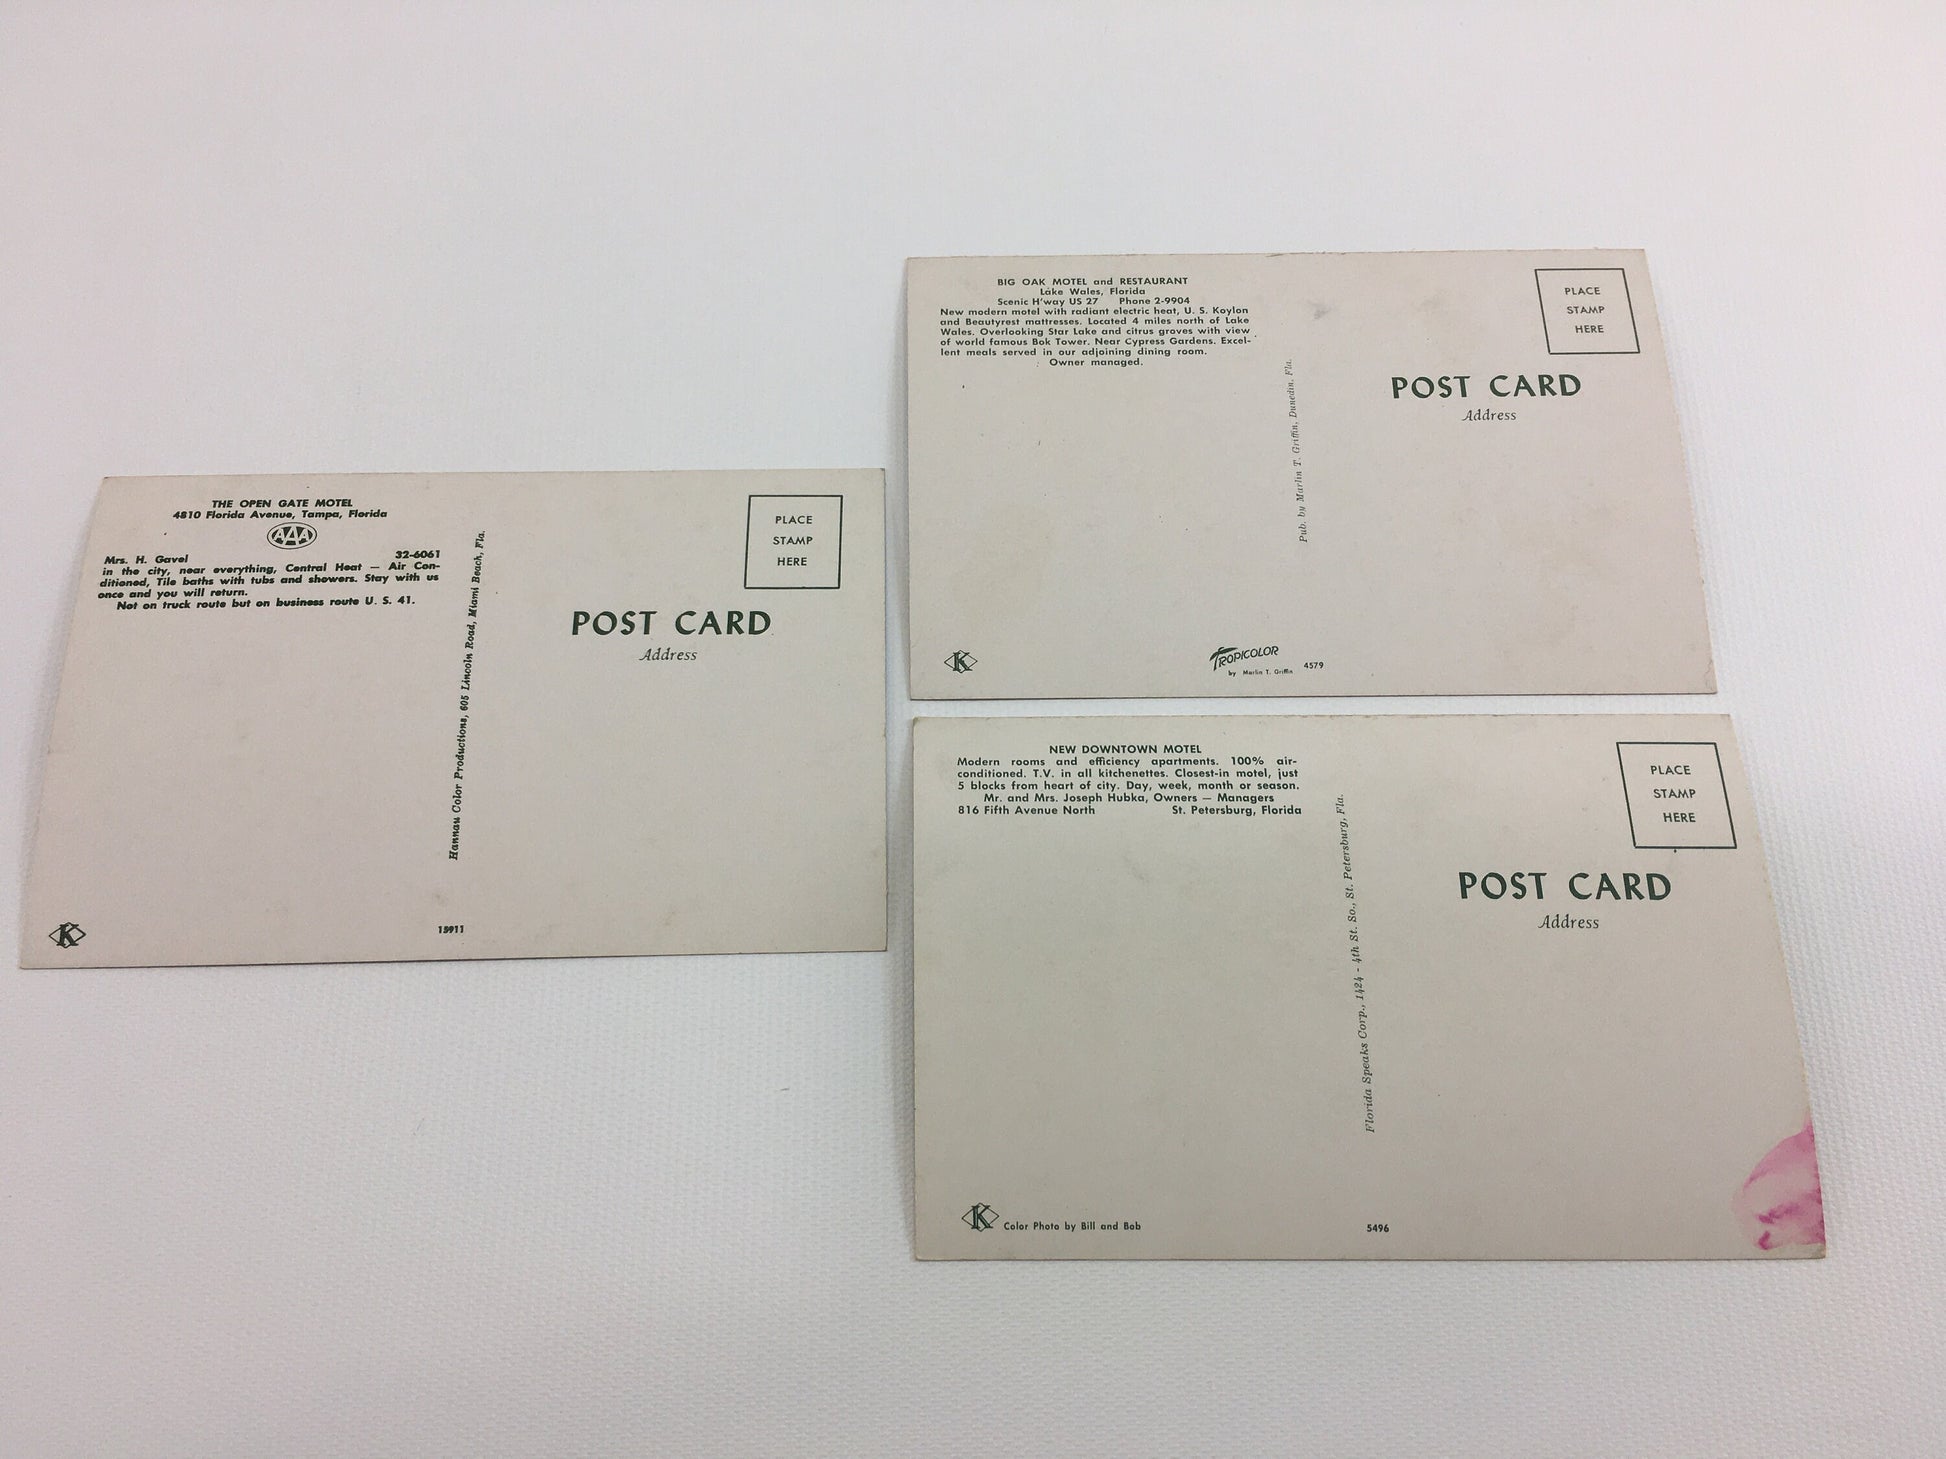 THE OPEN GATE MOTEL
4810 Florida Avenue, Tampa, Florida
AAA
Mrs. H. Gavel 32-6061
in the city, near everything, Central Heat — Air Con-
ditioned, Tile baths with tubs and showers. Stay with us
once and you will return.
Not on truck route but on business route U. S. 41.
Hannau Color Productions, 605 Lincoln Road, Miami Beach, Fla.
PLACE
STAMP
HERE
POST CARD
Address
K
15911
BIG OAK MOTEL and RESTAURANT
Lake Wales, Florida
Scenic H'way US 27 Phone 2-9904
New modern motel with radiant electric heat, U. S. Koylon
and Beautyrest mattresses. Located 4 miles north of Lake
Wales. Overlooking Star Lake and citrus groves with view
of world famous Bok Tower. Near Cypress Gardens. Excel-
lent meals served in our adjoining dining room.
Owner managed.
Pub. by Marlin T. Griffin, Dunedin, Fla.
PLACE
STAMP
HERE
POST CARD
Address
K
TROPICOLOR
by Marlin T. Griffin
4579
NEW DOWNTOWN MOTEL
Modern rooms and efficiency apartments. 100% air-
conditioned. T.V. in all kitchenettes. Closest-in motel, just
5 blocks from heart of city. Day, week, month or season.
Mr. and Mrs. Joseph Hubka, Owners — Managers
816 Fifth Avenue North St. Petersburg, Florida
Florida Speaks Corp., 1424 - 4th St. So., St. Petersburg, Fla.
PLACE
STAMP
HERE
POST CARD
Address
K
Color Photo by Bill and Bob
5496